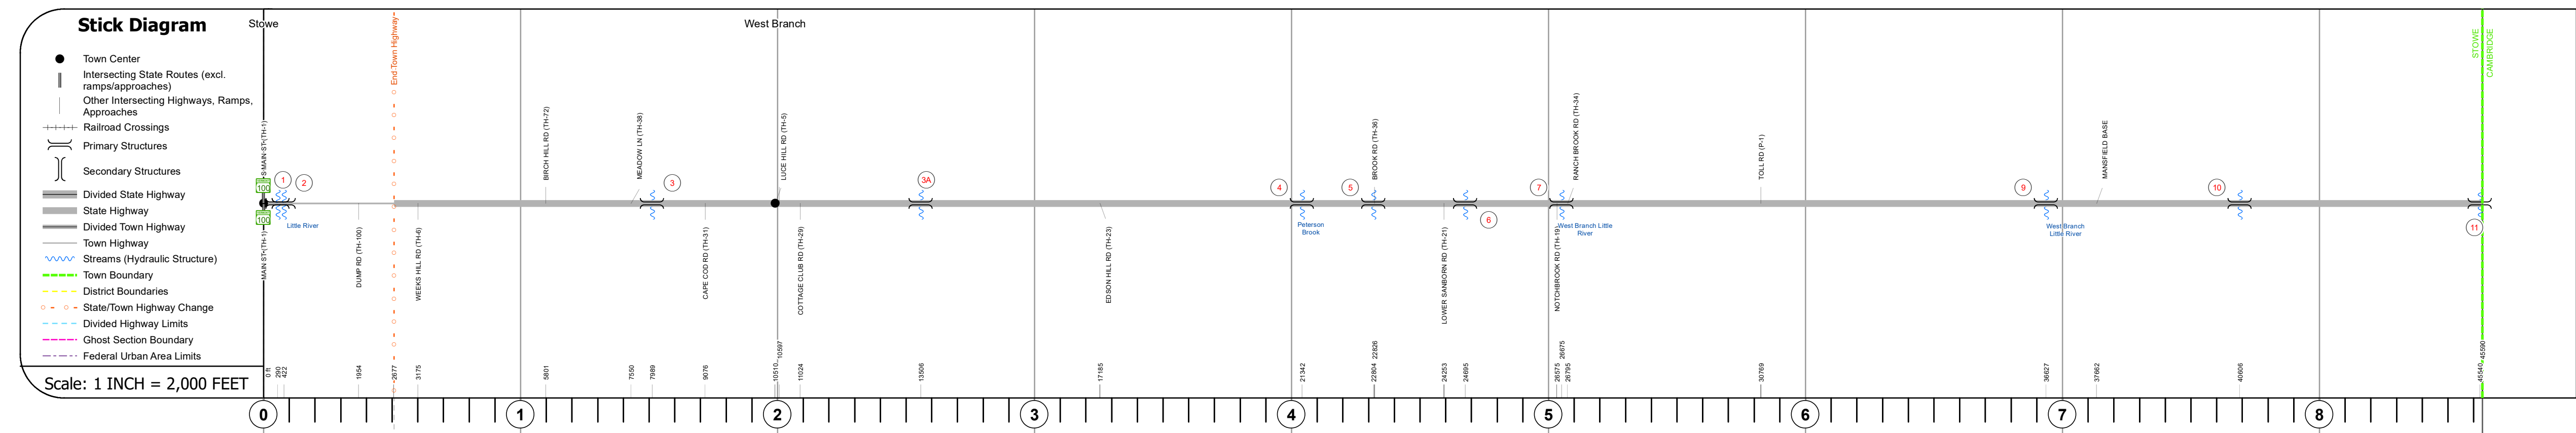 Stick Diagram
Town Center
Intersecting State Routes (excl.
ramps/approaches)
Other Intersecting Highways, Ramps,
Approaches
Railroad Crossings
Primary Structures
Secondary Structures
Divided State Highway
State Highway
Divided Town Highway
Town Highway
Streams (Hydraulic Structure)
Town Boundary
District Boundaries
State/Town Highway Change
Divided Highway Limits
Ghost Section Boundary
Federal Urban Area Limits
Scale: 1 INCH = 2,000 FEET
Stowe
West Branch
End Town Highway
STOWE
CAMBRIDGE
S MAIN ST (TH-1)
BIRCH HILL RD (TH-72)
MEADOW LN (TH-38)
LUCE HILL RD (TH-5)
BROOK RD (TH-36)
RANCH BROOK RD (TH-34)
TOLL RD (P-1)
MANSFIELD BASE
100
100
1
2
3
3A
4
5
6
7
9
10
11
Little River
Peterson
Brook
West Branch Little
River
West Branch
Little River
MAIN ST (TH-1)
DUMP RD (TH-100)
WEEKS HILL RD (TH-6)
CAPE COD RD (TH-31)
COTTAGE CLUB RD (TH-29)
EDSON HILL RD (TH-23)
LOWER SANBORN RD (TH-21)
NOTCHBROOK RD (TH-19)
0 ft
290
422
1954
2677
3175
5801
7550
7989
9076
10510
10597
11024
13506
17185
21342
22804
22826
24253
24695
26575
26675
26795
30769
36627
37662
40606
45540
45590
0
1
2
3
4
5
6
7
8